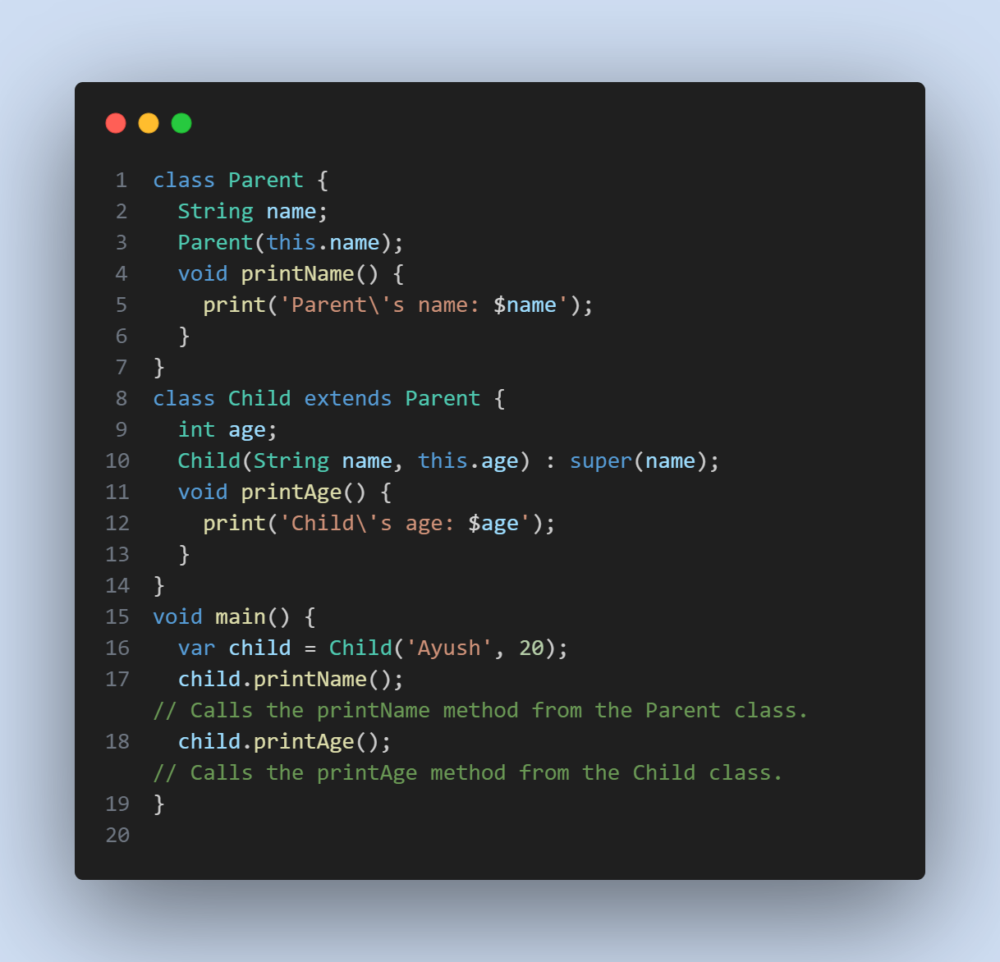 1 class Parent {
2   String name;
3   Parent(this.name);
4   void printName() {
5     print('Parent\'s name: $name');
6   }
7 }
8 class Child extends Parent {
9   int age;
10   Child(String name, this.age) : super(name);
11   void printAge() {
12     print('Child\'s age: $age');
13   }
14 }
15 void main() {
16   var child = Child('Ayush', 20);
17   child.printName();
// Calls the printName method from the Parent class.
18   child.printAge();
// Calls the printAge method from the Child class.
19 }
20